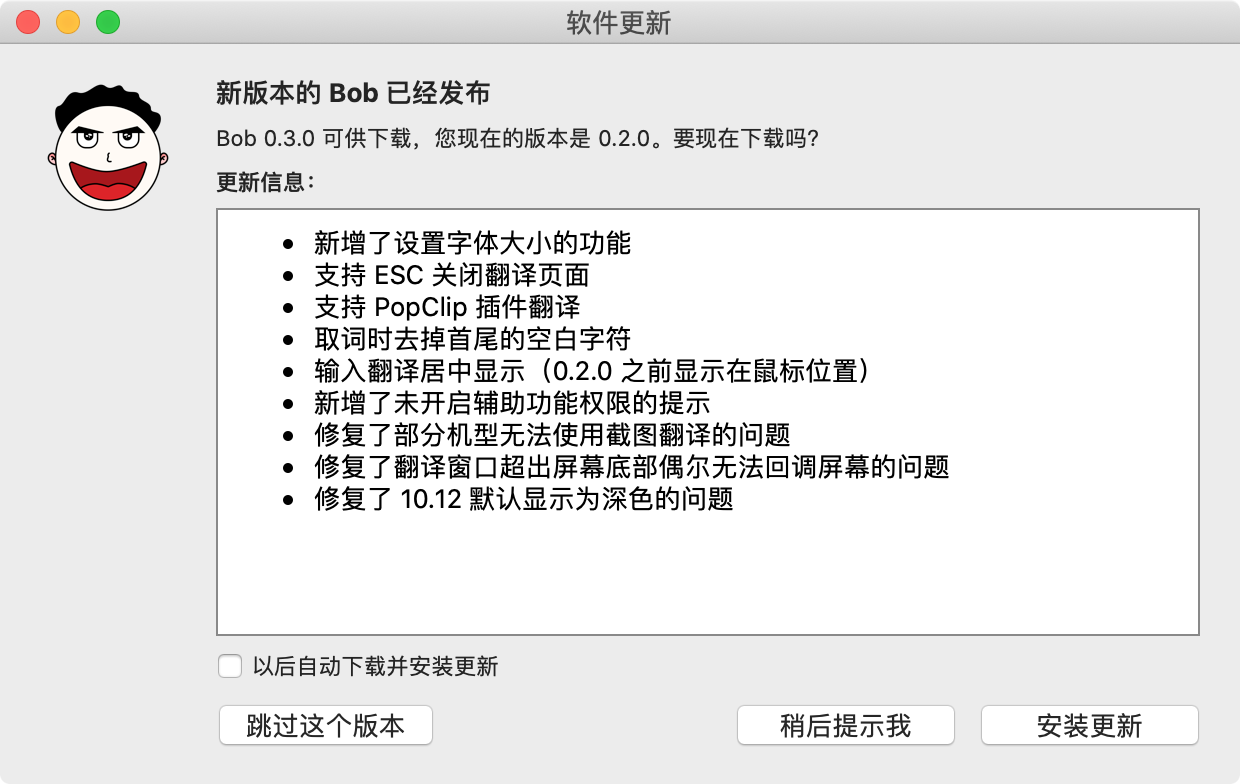 软件更新
新版本的 Bob 已经发布
Bob 0.3.0 可供下载，您现在的版本是 0.2.0。要现在下载吗？
更新信息：
• 新增了设置字体大小的功能
• 支持 ESC 关闭翻译页面
• 支持 PopClip 插件翻译
• 取词时去掉首尾的空白字符
• 输入翻译居中显示（0.2.0 之前显示在鼠标位置）
• 新增了未开启辅助功能权限的提示
• 修复了部分机型无法使用截图翻译的问题
• 修复了翻译窗口超出屏幕底部偶尔无法回调屏幕的问题
• 修复了 10.12 默认显示为深色的问题
以后自动下载并安装更新
跳过这个版本
稍后提示我
安装更新